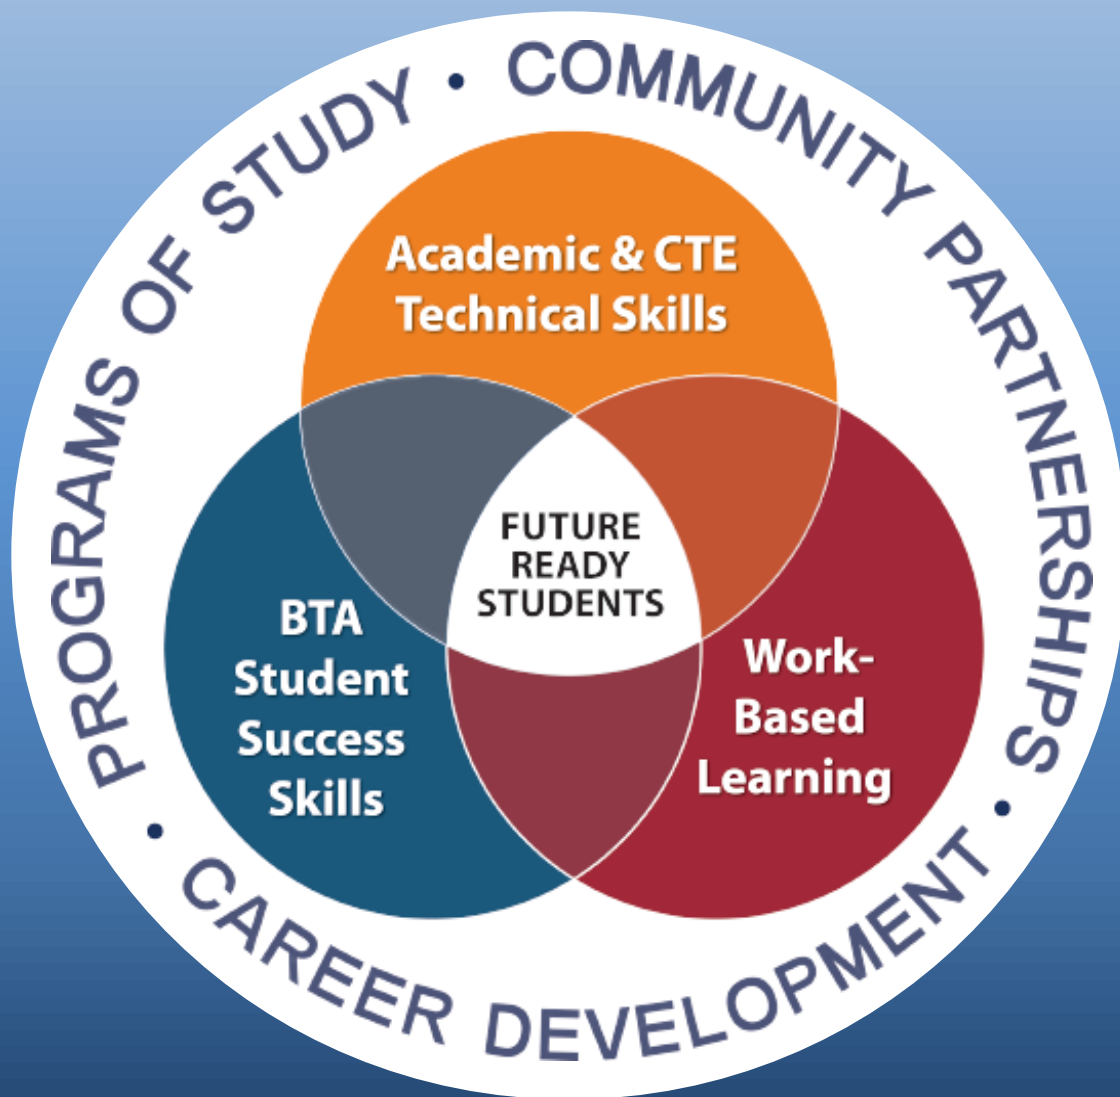 PROGRAMS OF STUDY • COMMUNITY PARTNERSHIPS • CAREER DEVELOPMENT •
Academic & CTE
Technical Skills
FUTURE
READY
STUDENTS
BTA
Student
Success
Skills
Work-
Based
Learning